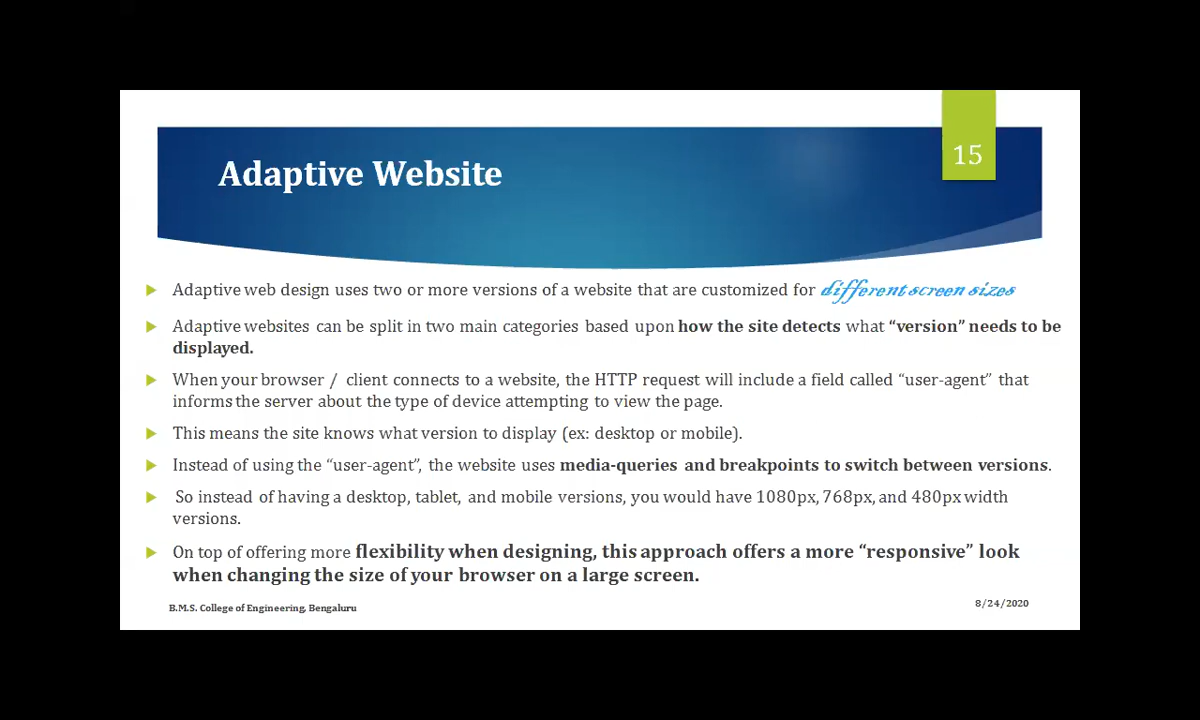 15
Adaptive Website
Adaptive web design uses two or more versions of a website that are customized for different screen sizes
Adaptive websites can be split in two main categories based upon how the site detects what “version” needs to be
displayed.
When your browser / client connects to a website, the HTTP request will include a field called “user-agent” that
informs the server about the type of device attempting to view the page.
This means the site knows what version to display (ex: desktop or mobile).
Instead of using the “user-agent”, the website uses media-queries and breakpoints to switch between versions.
So instead of having a desktop, tablet, and mobile versions, you would have 1080px, 768px, and 480px width
versions.
On top of offering more flexibility when designing, this approach offers a more “responsive” look
when changing the size of your browser on a large screen.
B.M.S. College of Engineering, Bengaluru
8/24/2020